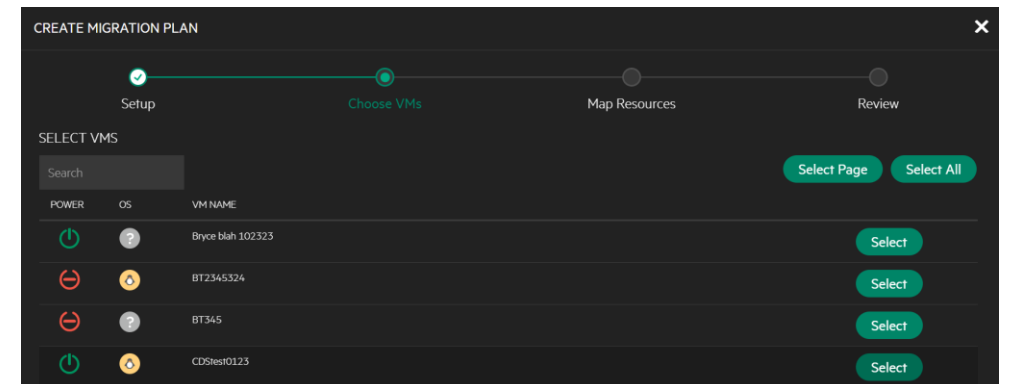 CREATE MIGRATION PLAN
Setup
Choose VMs
Map Resources
Review
SELECT VMS
Search
Select Page
Select All
POWER
OS
VM NAME
?
Bryce blah 102323
Select
BT2345324
Select
?
BT345
Select
CDStest0123
Select